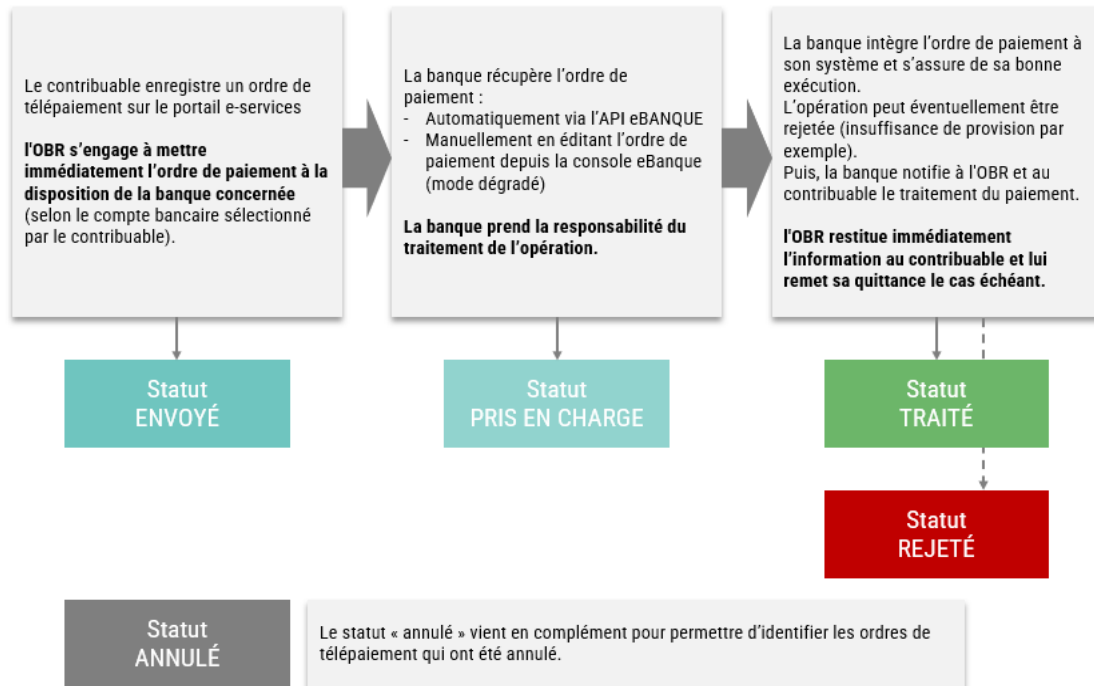 Le contribuable enregistre un ordre de
télépaiement sur le portail e-services
l'OBR s’engage à mettre
immédiatement l’ordre de paiement à la
disposition de la banque concernée
(selon le compte bancaire sélectionné
par le contribuable).
La banque récupère l’ordre de
paiement :
- Automatiquement via l’API eBANQUE
- Manuellement en éditant l’ordre de
paiement depuis la console eBanque
(mode dégradé)
La banque prend la responsabilité du
traitement de l’opération.
La banque intègre l’ordre de paiement à
son système et s’assure de sa bonne
exécution.
L’opération peut éventuellement être
rejetée (insuffisance de provision par
exemple).
Puis, la banque notifie à l'OBR et au
contribuable le traitement du paiement.
l'OBR restitue immédiatement
l’information au contribuable et lui
remet sa quittance le cas échéant.
Statut
ENVOYÉ
Statut
PRIS EN CHARGE
Statut
TRAITÉ
Statut
REJETÉ
Statut
ANNULÉ
Le statut « annulé » vient en complément pour permettre d’identifier les ordres de
télépaiement qui ont été annulé.